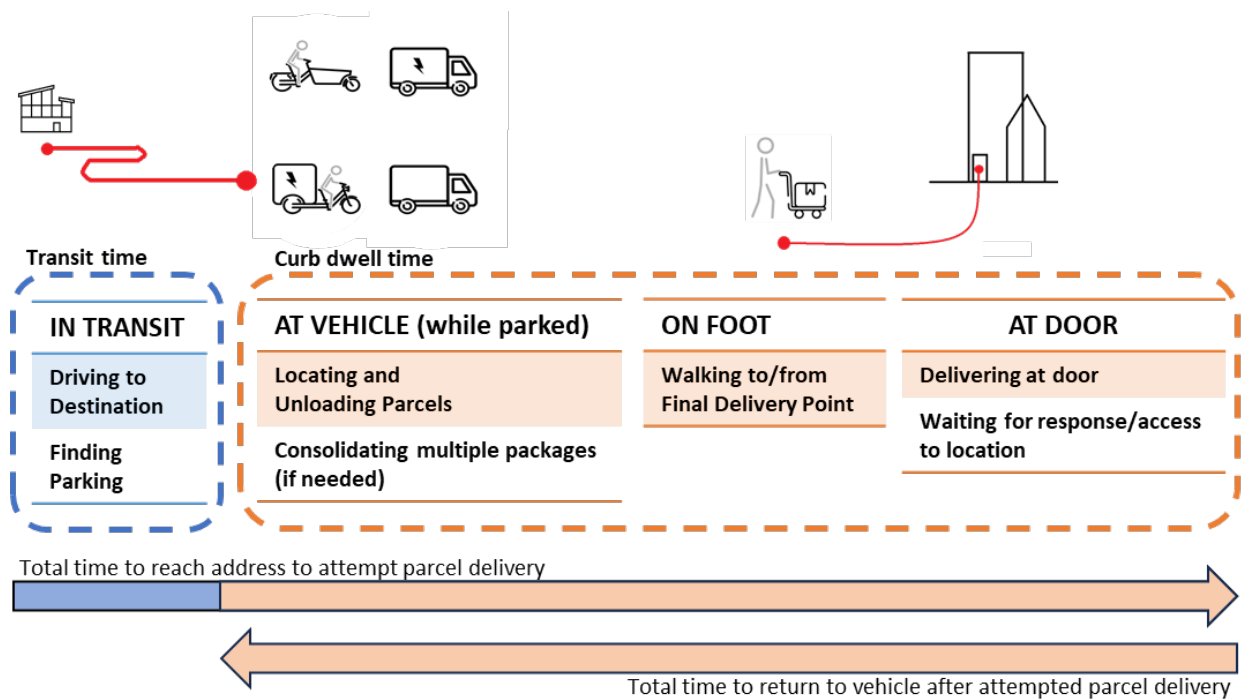 Transit time
Curb dwell time
IN TRANSIT
Driving to
Destination
Finding
Parking
AT VEHICLE (while parked)
Locating and
Unloading Parcels
Consolidating multiple packages
(if needed)
ON FOOT
Walking to/from
Final Delivery Point
AT DOOR
Delivering at door
Waiting for response/access
to location
Total time to reach address to attempt parcel delivery
Total time to return to vehicle after attempted parcel delivery